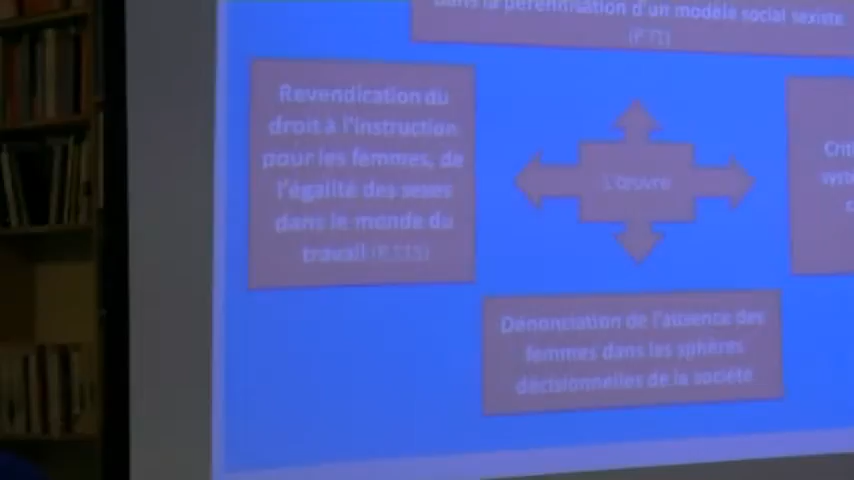 dans la pérennisation d'un modèle social sexiste
Revendication du
droit à l'instruction
pour les femmes, de
l'égalité des sexes
dans le monde du
travail
L'œuvre
Dénonciation de l'absence des
femmes dans les sphères
décisionnelles de la société